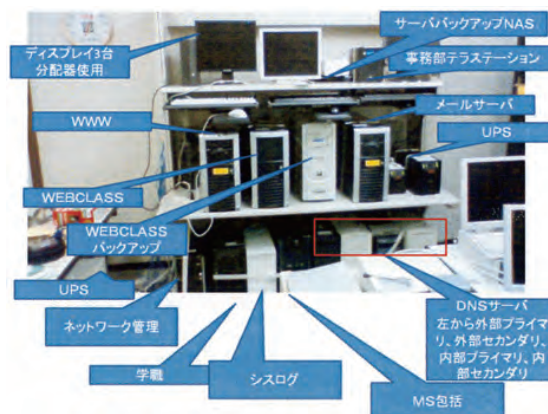 サーバパックアップNAS
ディスプレイ3台
分配器使用
事務部テラステーション
WWW
メールサーバ
UPS
WEBCLASS
WEBCLASS
バックアップ
UPS
ネットワーク管理
学職
シスログ
MS包括
DNSサーバ
左から外部プライマ
リ、外部セカンダリ、
内部プライマリ、内
部セカンダリ